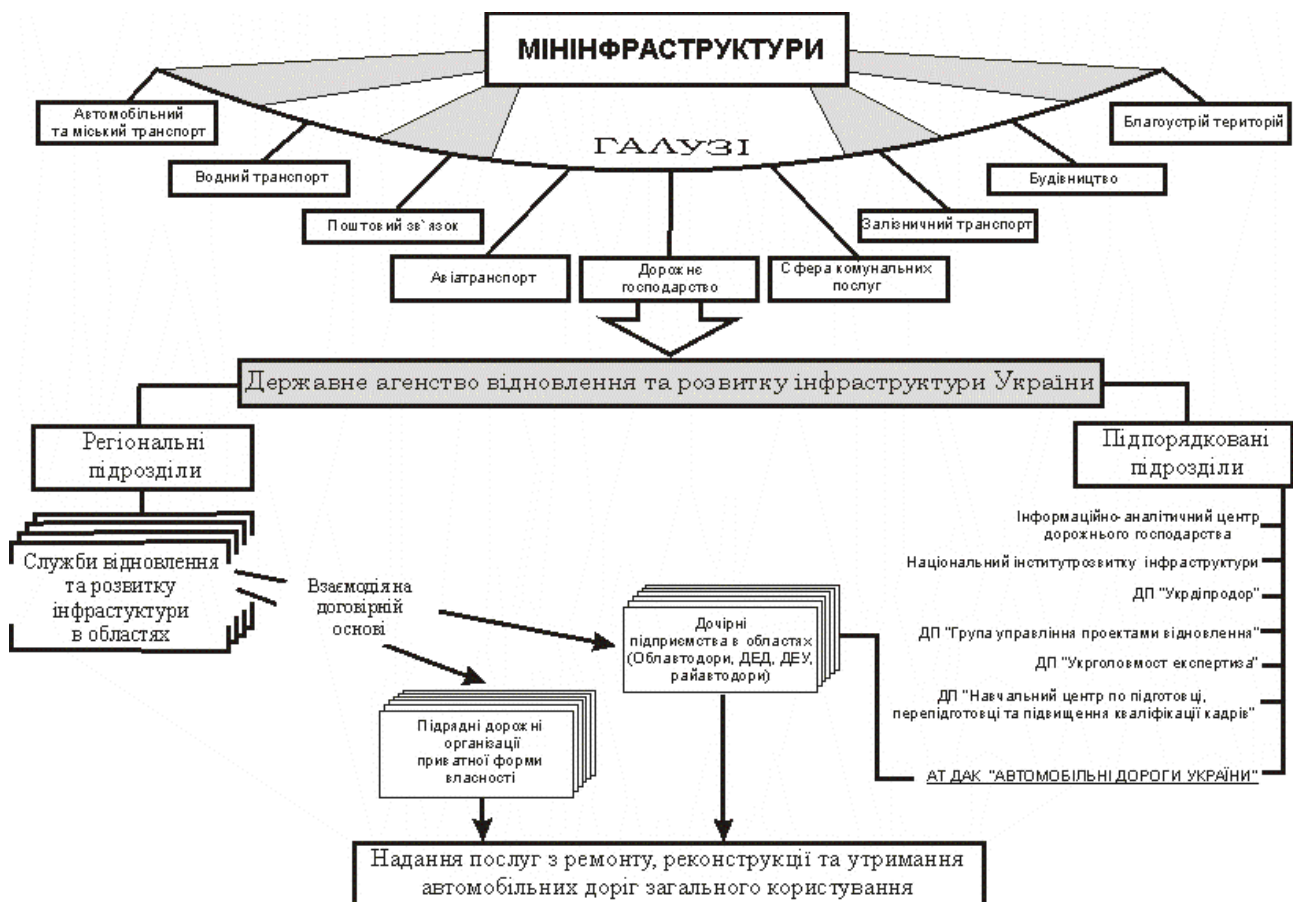 МІНІНФРАСТРУКТУРИ
ГАЛУЗІ
Автомобільний
та міський транспорт
Водний транспорт
Поштовий зв`язок
Авіатранспорт
Дорожнє
господарство
Сфера комунальних
послуг
Залізничний транспорт
Будівництво
Благоустрій територій
Державне агенство відновлення та розвитку інфраструктури України
Регіональні
підрозділи
Служби відновлення
та розвитку
інфраструктури
в областях
Взаємодія на
договірній
основі
Підрядні дорожні
організації
приватної форми
власності
Дочірні
підприємства в областях
(Облавтодори, ДЕД, ДЕУ,
райавтодори)
Підпорядковані
підрозділи
Інформаційно-аналітичний центр
дорожнього господарства
Національний інститутрозвитку інфраструктури
ДП "Укрдіпродор"
ДП "Група управління проектами відновлення"
ДП "Укрголовмост експертиза"
ДП "Навчальний центр по підготовці,
перепідготовці та підвищення кваліфікації кадрів"
АТ ДАК "АВТОМОБІЛЬНІ ДОРОГИ УКРАЇНИ"
Надання послуг з ремонту, реконструкції та утримання
автомобільних доріг загального користування